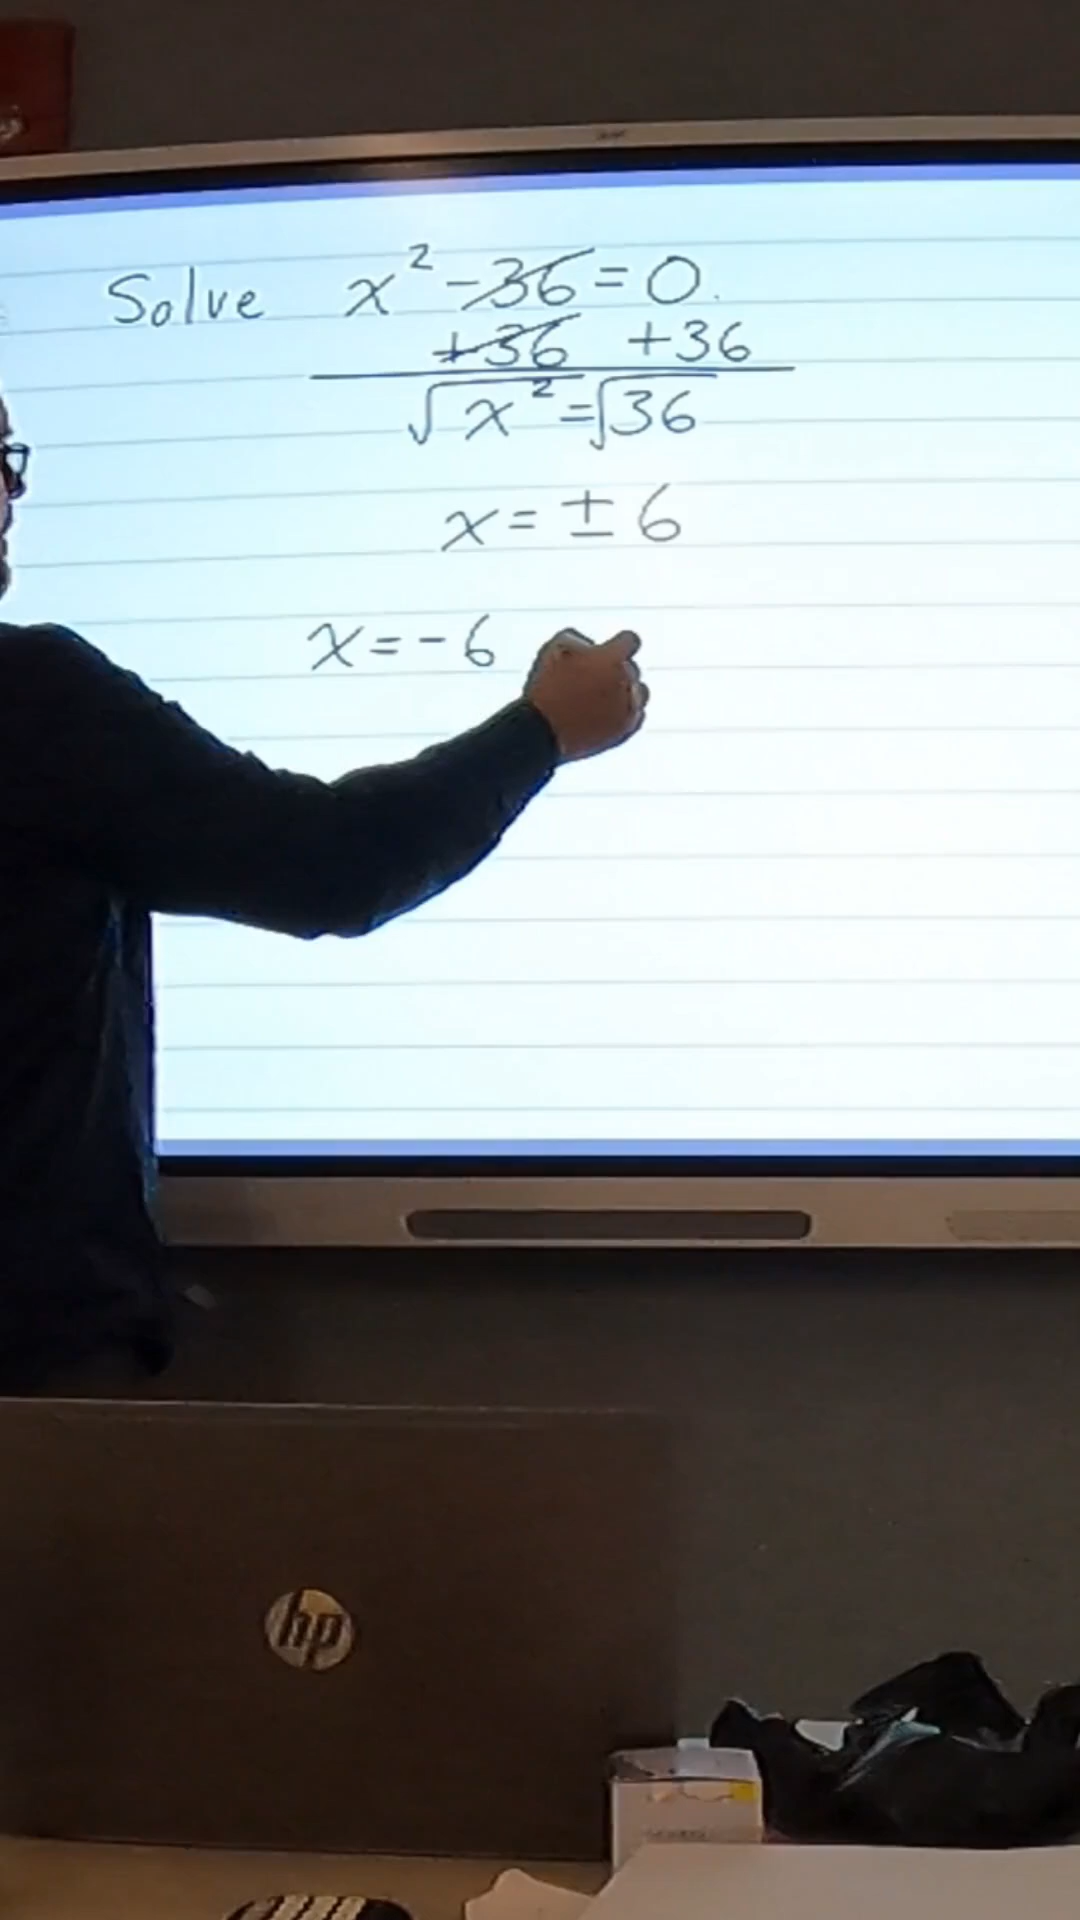 Solve x² - 36 = 0.
+36 +36
√x² = √36
x = ± 6
x = - 6
hp